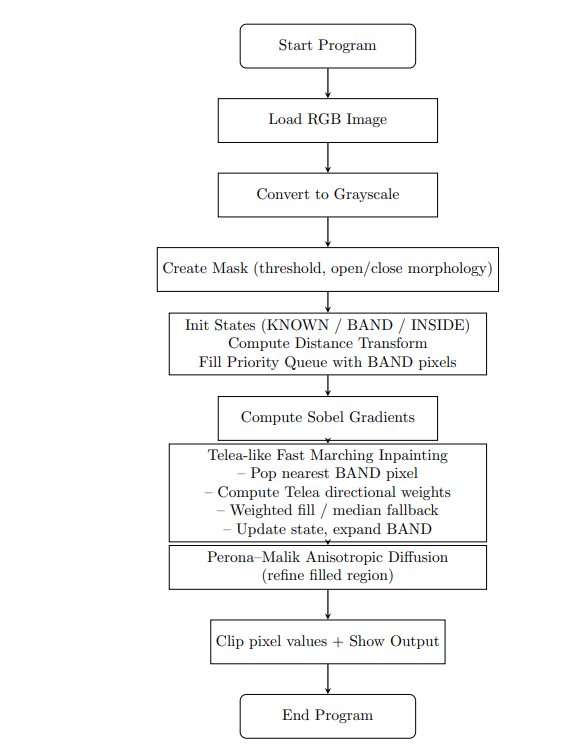 Start Program
Load RGB Image
Convert to Grayscale
Create Mask (threshold, open/close morphology)
Init States (KNOWN / BAND / INSIDE)
Compute Distance Transform
Fill Priority Queue with BAND pixels
Compute Sobel Gradients
Telea-like Fast Marching Inpainting
– Pop nearest BAND pixel
– Compute Telea directional weights
– Weighted fill / median fallback
– Update state, expand BAND
Perona–Malik Anisotropic Diffusion
(refine filled region)
Clip pixel values + Show Output
End Program